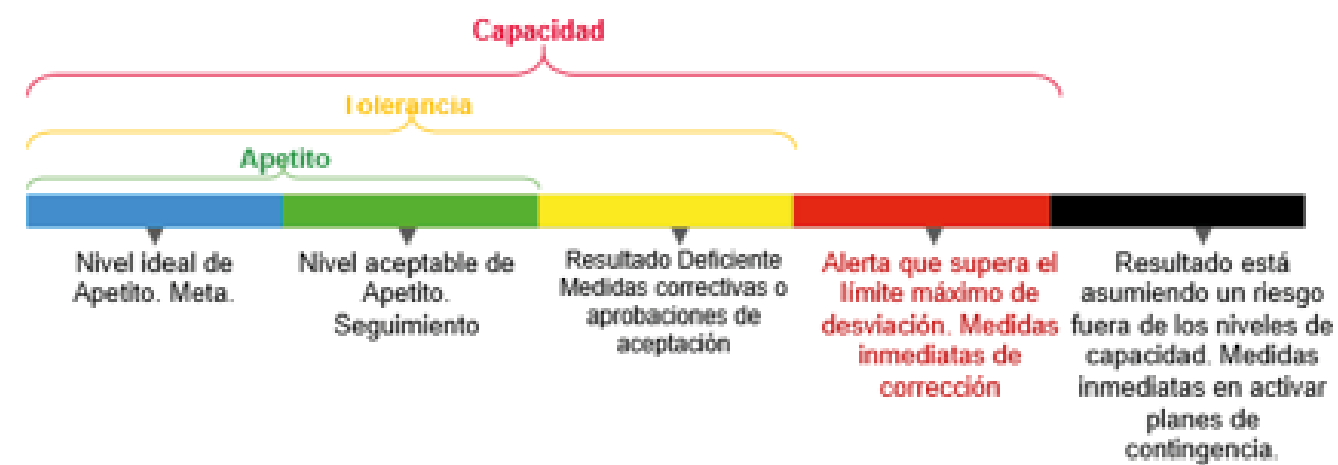 Capacidad
Tolerancia
Apetito
Nivel ideal de
Apetito. Meta.
Nivel aceptable de
Apetito.
Seguimiento
Resultado Deficiente
Medidas correctivas o
aprobaciones de
aceptación
Alerta que supera el
límite máximo de
desviación. Medidas
inmediatas de
corrección
Resultado está
asumiendo un riesgo
fuera de los niveles de
capacidad. Medidas
inmediatas en activar
planes de
contingencia.